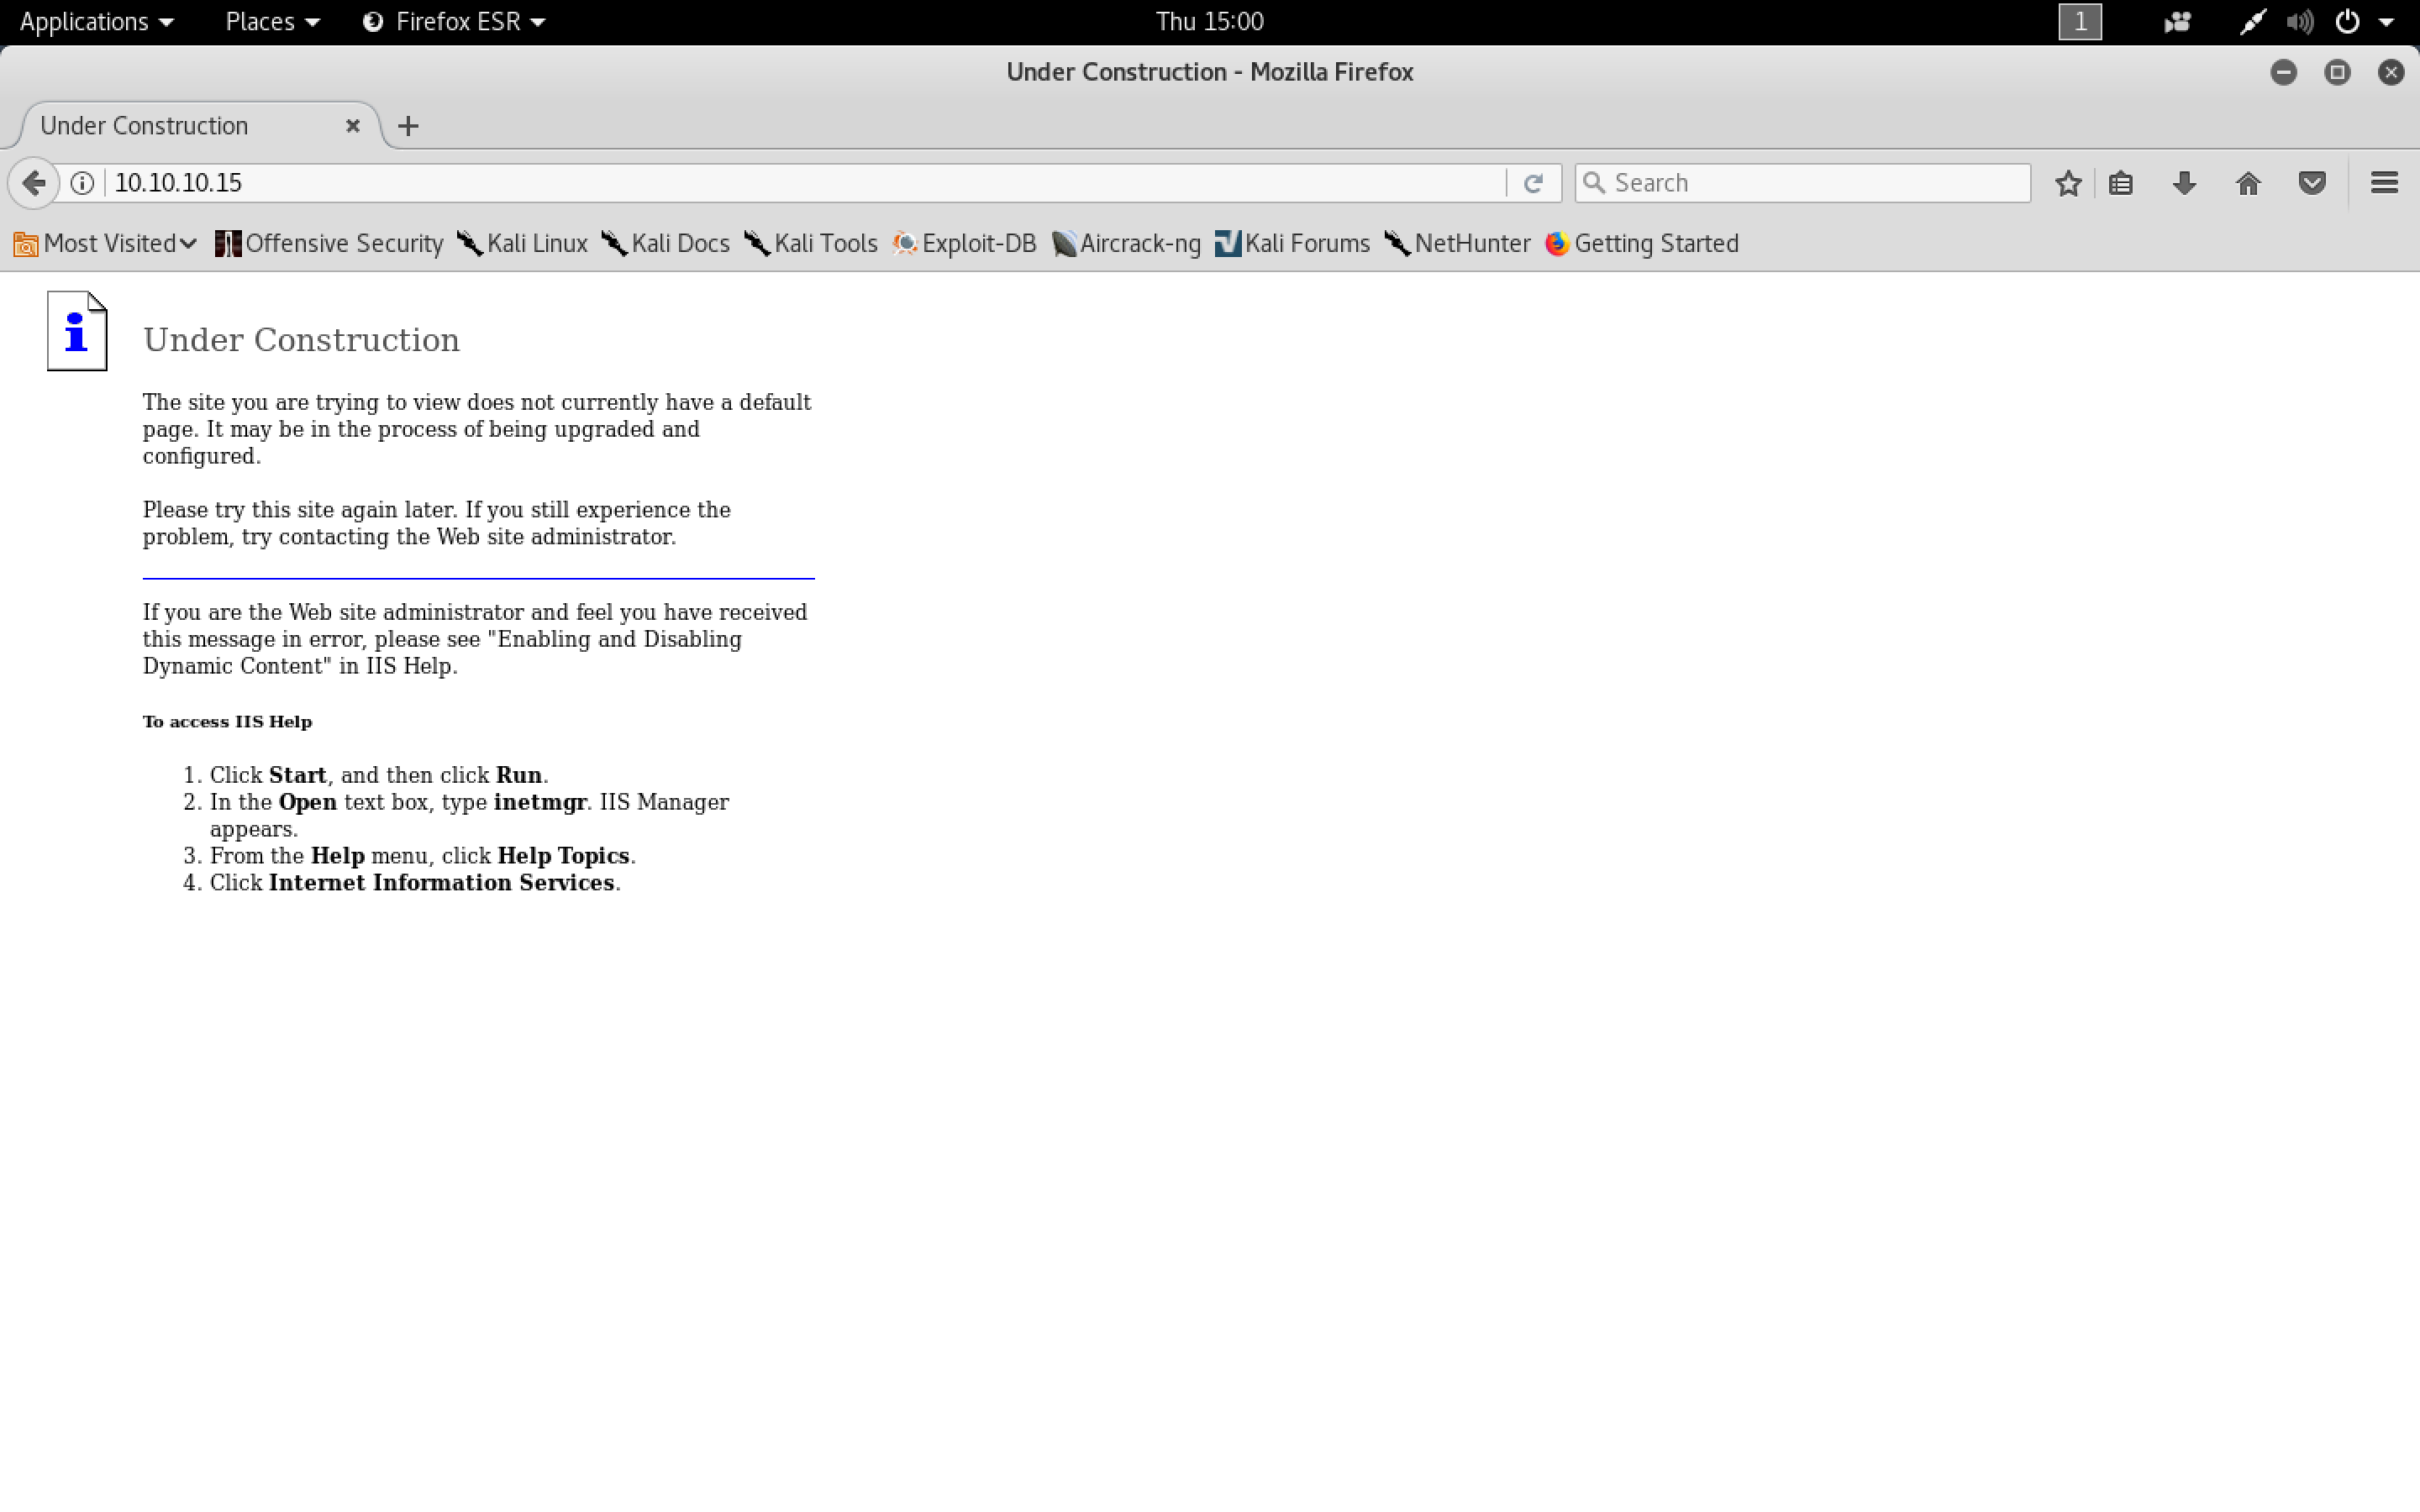 Applications Places Firefox ESR Thu 15:00 1
Under Construction - Mozilla Firefox
Under Construction
10.10.10.15 Search
Most Visited Offensive Security Kali Linux Kali Docs Kali Tools Exploit-DB Aircrack-ng Kali Forums NetHunter Getting Started
i
Under Construction
The site you are trying to view does not currently have a default
page. It may be in the process of being upgraded and
configured.
Please try this site again later. If you still experience the
problem, try contacting the Web site administrator.
If you are the Web site administrator and feel you have received
this message in error, please see "Enabling and Disabling
Dynamic Content" in IIS Help.
To access IIS Help
1. Click Start, and then click Run.
2. In the Open text box, type inetmgr. IIS Manager
appears.
3. From the Help menu, click Help Topics.
4. Click Internet Information Services.